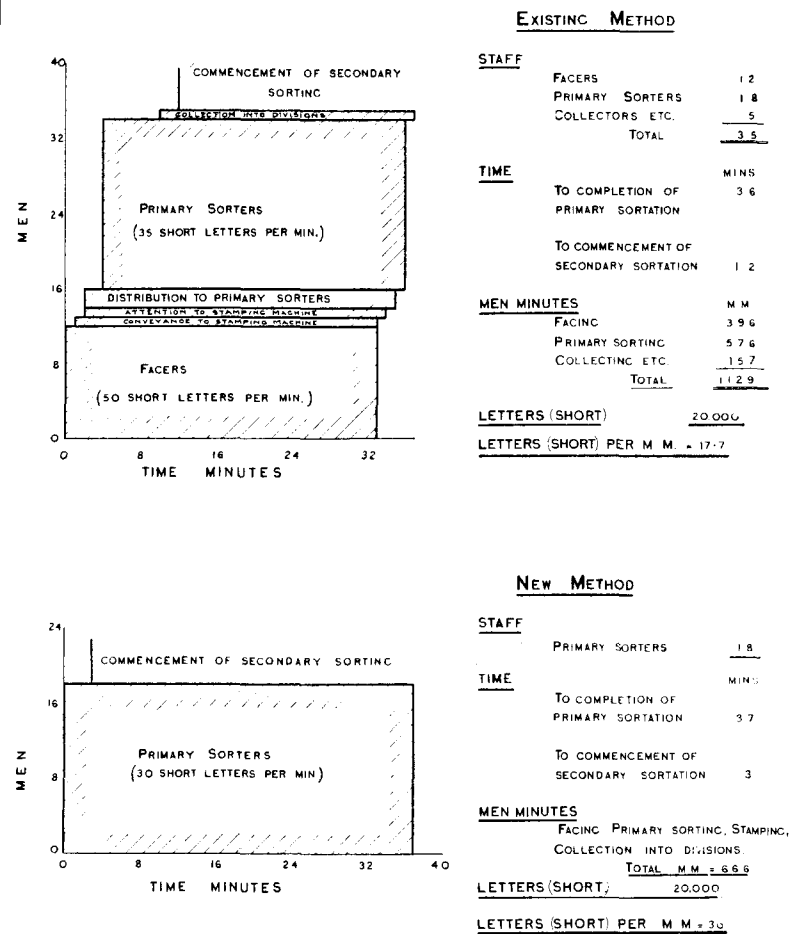 EXISTING METHOD
40
COMMENCEMENT OF SECONDARY
SORTING
COLLECTION INTO DIVISIONS
32
24
PRIMARY SORTERS
(35 SHORT LETTERS PER MIN.)
MEN
16
DISTRIBUTION TO PRIMARY SORTERS
ATTENTION TO STAMPING MACHINE
CONVEYANCE TO STAMPING MACHINE
8
FACERS
(50 SHORT LETTERS PER MIN.)
0
0 8 16 24 32
TIME MINUTES
STAFF
FACERS 12
PRIMARY SORTERS 18
COLLECTORS ETC. 5
TOTAL 35
TIME MINS
TO COMPLETION OF 36
PRIMARY SORTATION
TO COMMENCEMENT OF
SECONDARY SORTATION 12
MEN MINUTES M M
FACING 396
PRIMARY SORTING 576
COLLECTING ETC. 157
TOTAL 1129
LETTERS (SHORT) 20.000
LETTERS (SHORT) PER M M. = 17·7
NEW METHOD
24
COMMENCEMENT OF SECONDARY SORTING
16
MEN
PRIMARY SORTERS
(30 SHORT LETTERS PER MIN)
8
0
0 8 16 24 32 40
TIME MINUTES
STAFF
PRIMARY SORTERS 18
TIME MINS
TO COMPLETION OF
PRIMARY SORTATION 37
TO COMMENCEMENT OF
SECONDARY SORTATION 3
MEN MINUTES
FACING PRIMARY SORTING, STAMPING,
COLLECTION INTO DIVISIONS.
TOTAL M M = 666
LETTERS (SHORT) 20,000
LETTERS (SHORT) PER M M = 30